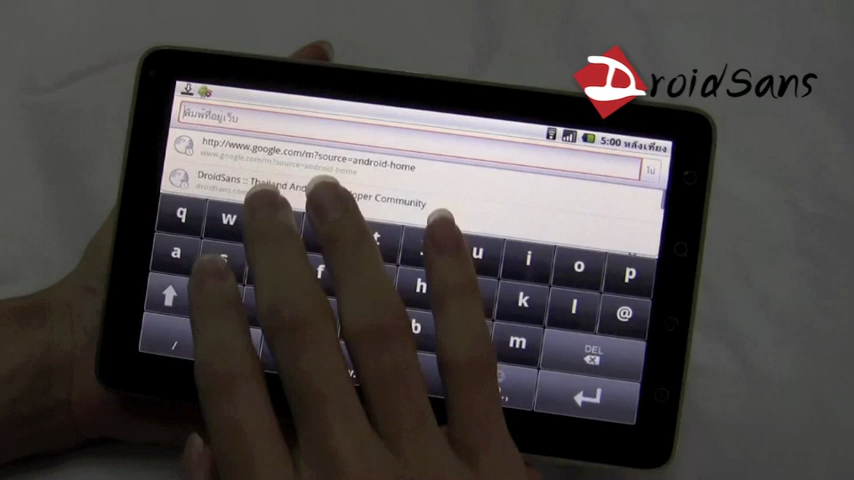 DroidSans
5:00 หลังเที่ยง
พิมพ์ที่อยู่เว็บ
ไป
http://www.google.com/m?source=android-home
www.google.com/m?source=android-home
DroidSans :: Thailand
Community
droidsans.com
q w t u i o p
a f h k l @
b m DEL
/ .,